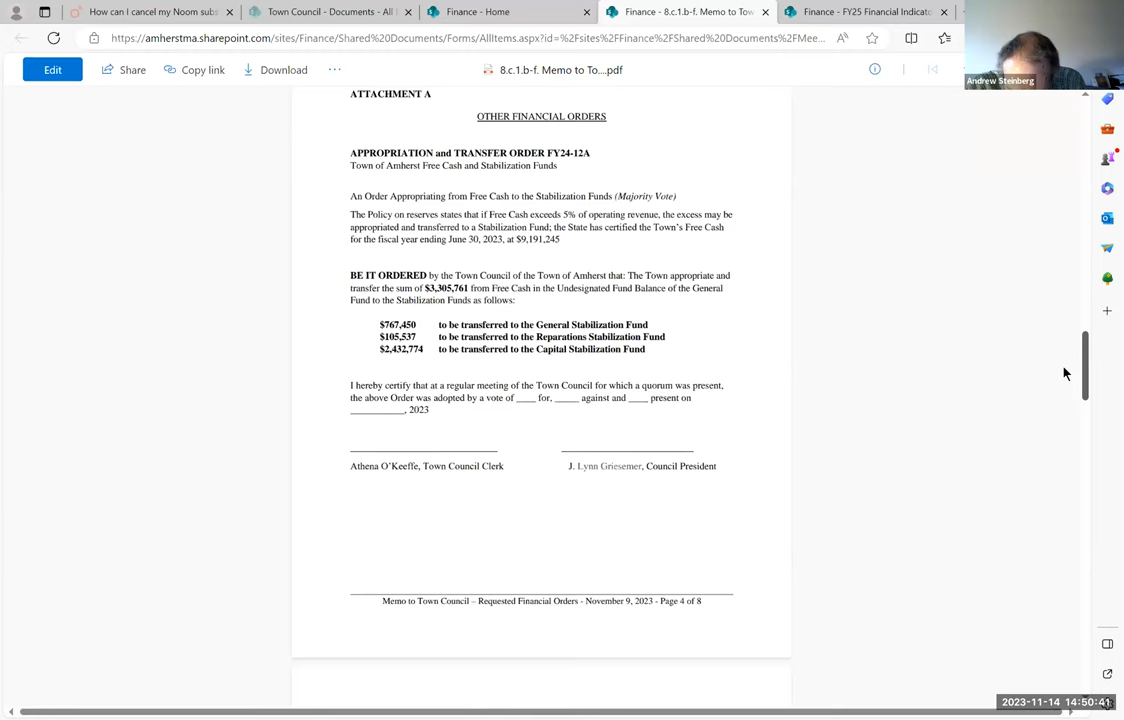 How can I cancel my Noom subs
Town Council - Documents - All
Finance - Home
Finance - 8.c.1.b-f. Memo to Tow
Finance - FY25 Financial Indicato
https://amherstma.sharepoint.com/sites/Finance/Shared%20Documents/Forms/AllItems.aspx?id=%2Fsites%2FFinance%2FShared%20Documents%2FMee...
Andrew Steinberg
Edit
Share
Copy link
Download
...
8.c.1.b-f. Memo to To....pdf
ATTACHMENT A
OTHER FINANCIAL ORDERS
APPROPRIATION and TRANSFER ORDER FY24-12A
Town of Amherst Free Cash and Stabilization Funds
An Order Appropriating from Free Cash to the Stabilization Funds (Majority Vote)
The Policy on reserves states that if Free Cash exceeds 5% of operating revenue, the excess may be
appropriated and transferred to a Stabilization Fund; the State has certified the Town's Free Cash
for the fiscal year ending June 30, 2023, at $9,191,245
BE IT ORDERED by the Town Council of the Town of Amherst that: The Town appropriate and
transfer the sum of $3,305,761 from Free Cash in the Undesignated Fund Balance of the General
Fund to the Stabilization Funds as follows:
$767,450 to be transferred to the General Stabilization Fund
$105,537 to be transferred to the Reparations Stabilization Fund
$2,432,774 to be transferred to the Capital Stabilization Fund
I hereby certify that at a regular meeting of the Town Council for which a quorum was present,
the above Order was adopted by a vote of ____ for, _____ against and ____ present on
___________, 2023
Athena O'Keeffe, Town Council Clerk
J. Lynn Griesemer, Council President
Memo to Town Council – Requested Financial Orders - November 9, 2023 - Page 4 of 8
2023-11-14 14:50:41